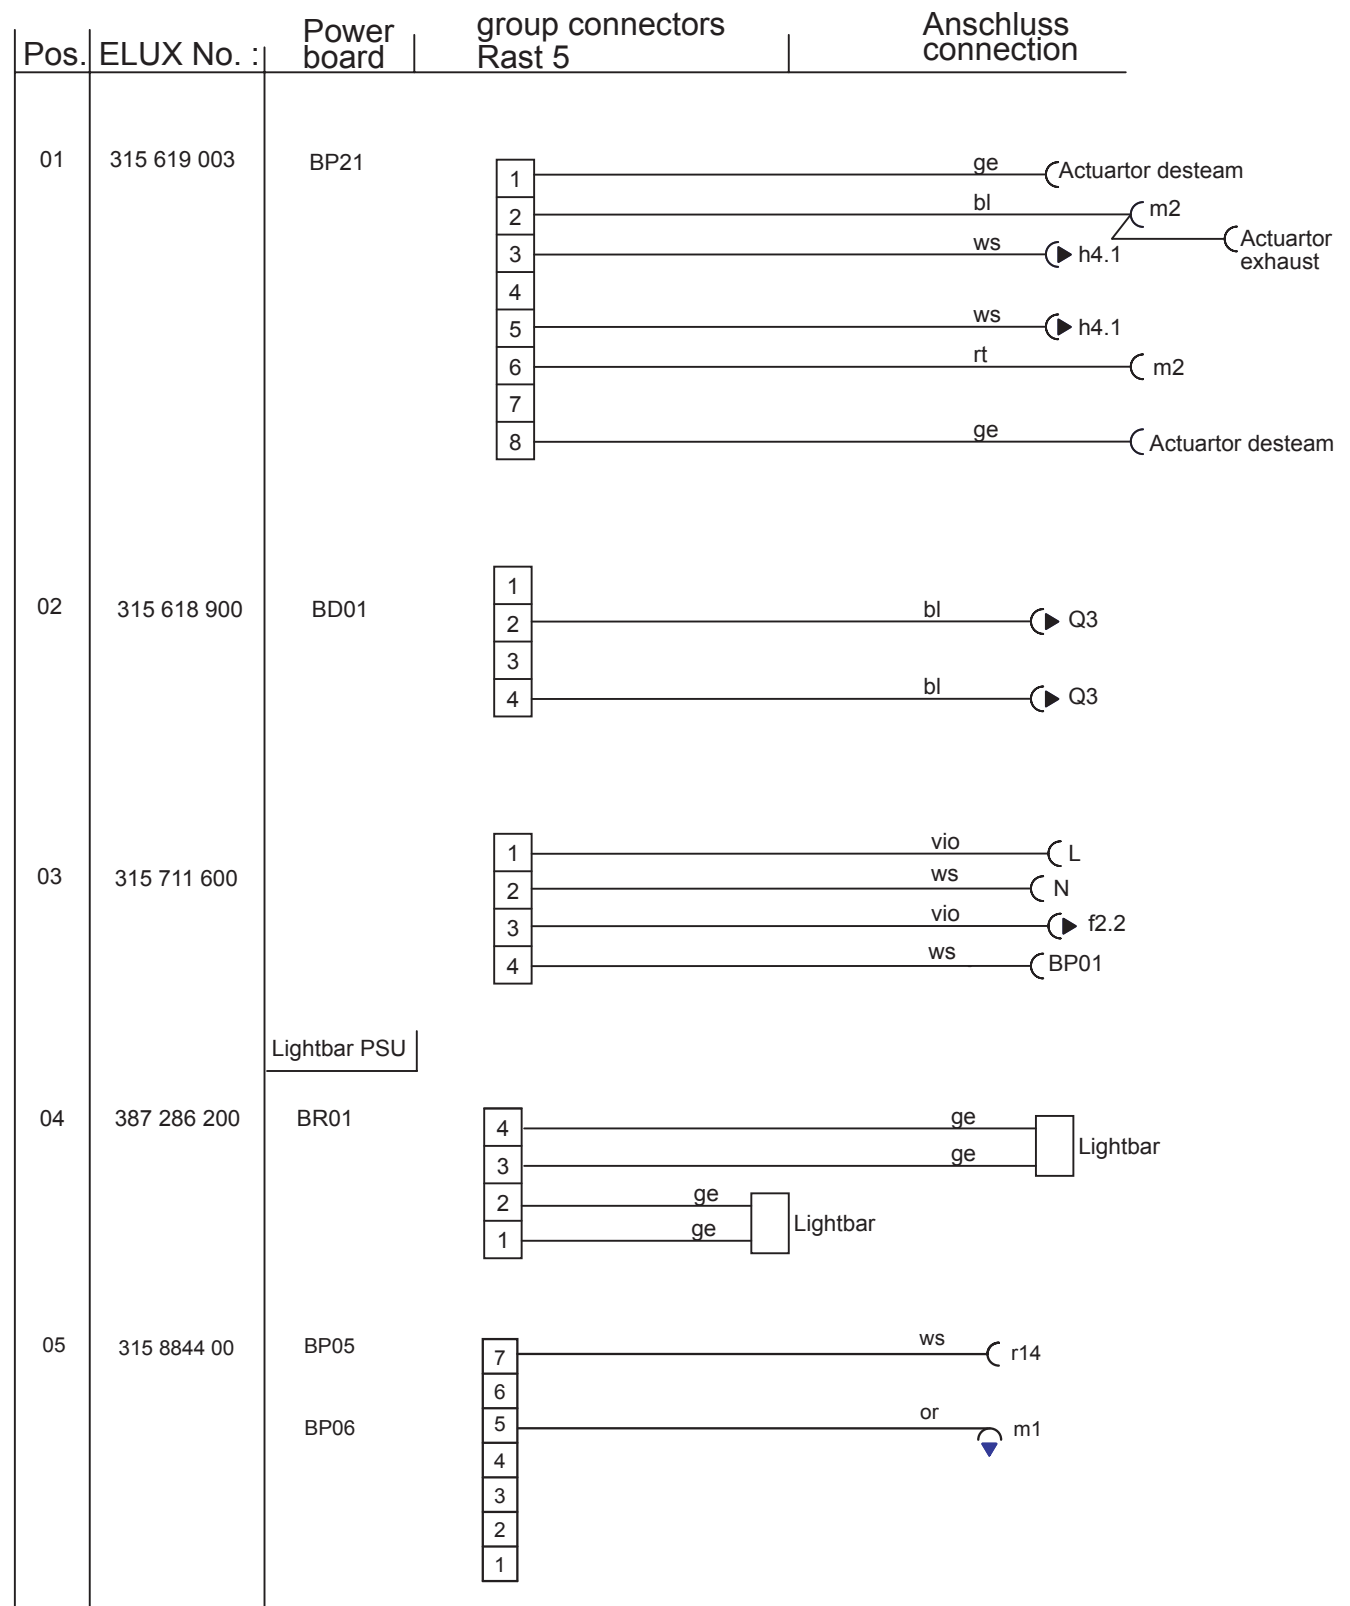 Pos. ELUX No. : Power board group connectors Rast 5 Anschluss connection
01 315 619 003 BP21
1 ge Actuartor desteam
2 bl m2
Actuartor exhaust
3 ws h4.1
4
5 ws h4.1
6 rt m2
7
8 ge Actuartor desteam
02 315 618 900 BD01
1
2 bl Q3
3
4 bl Q3
03 315 711 600
1 vio L
2 ws N
3 vio f2.2
4 ws BP01
Lightbar PSU
04 387 286 200 BR01
4 ge
Lightbar
3 ge
2 ge
Lightbar
1 ge
05 315 8844 00 BP05
7 ws r14
6
BP06 5 or m1
4
3
2
1